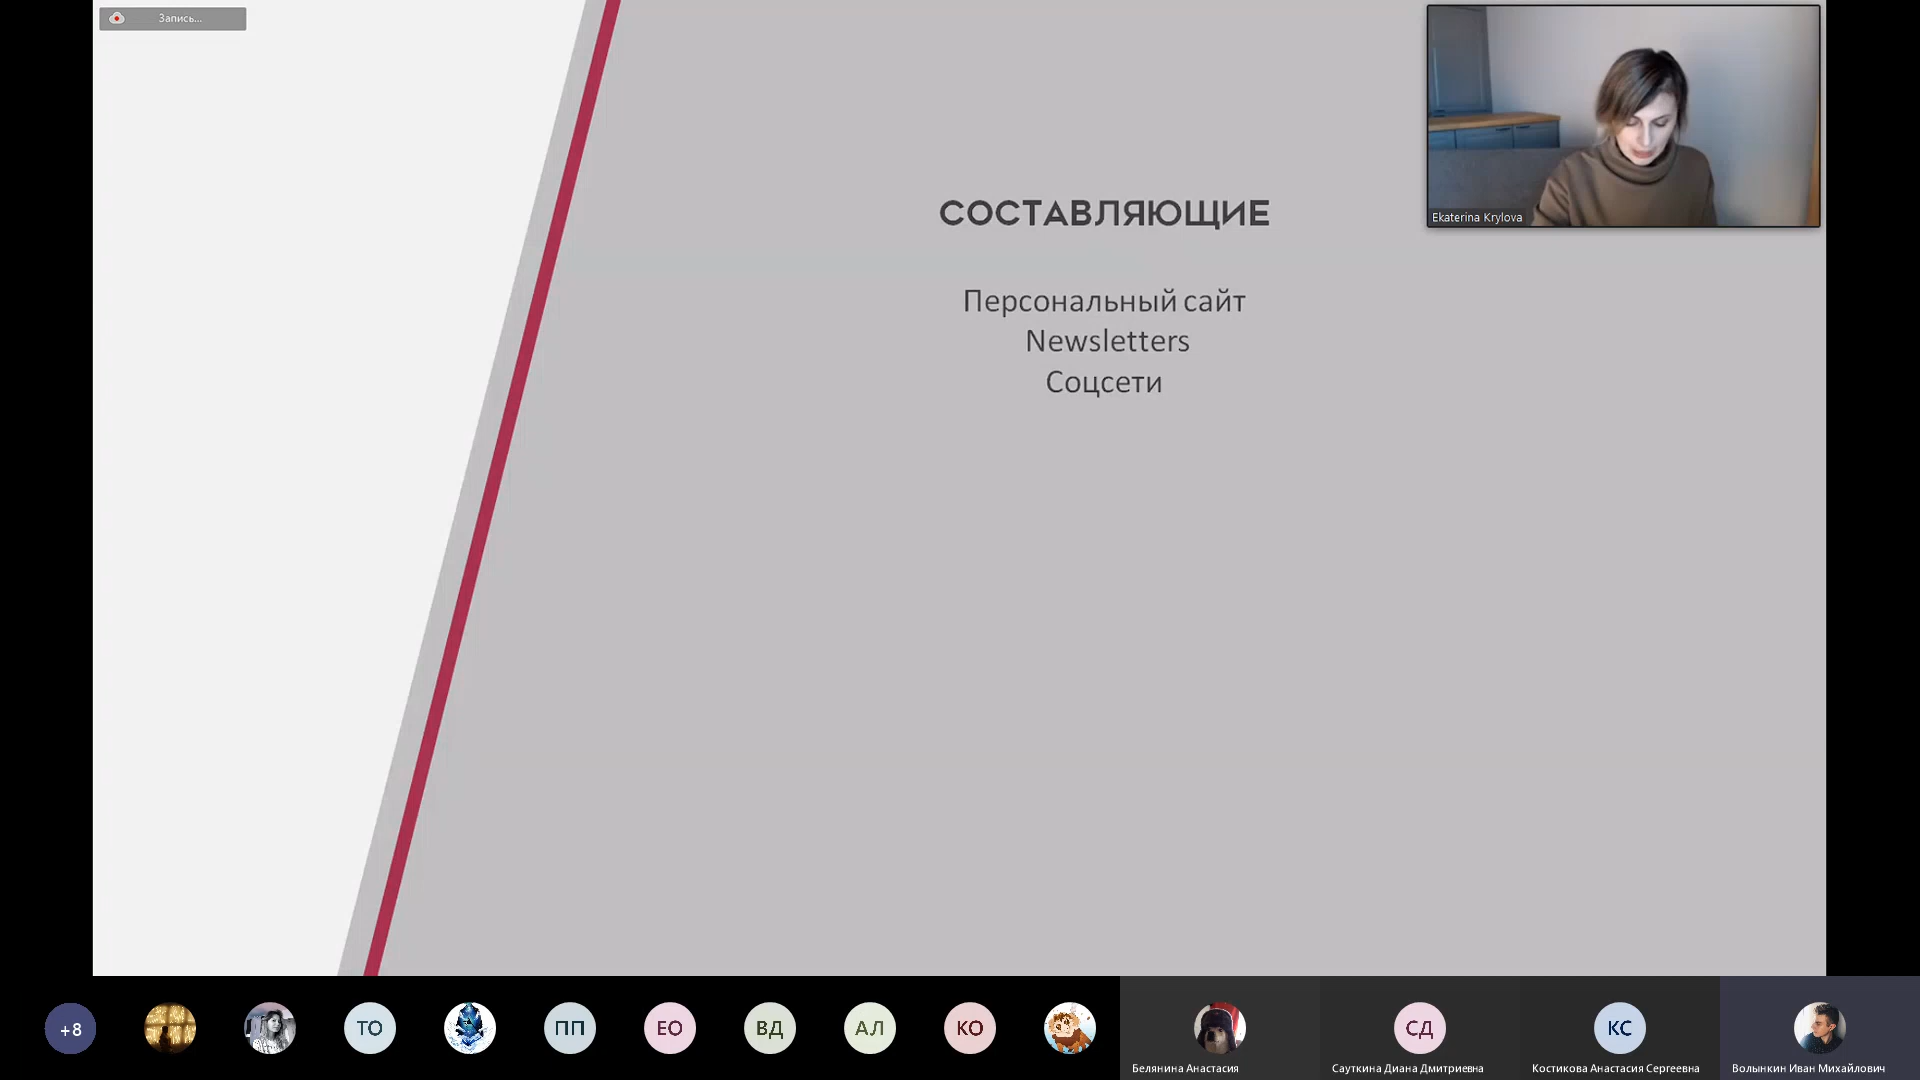 Запись...
СОСТАВЛЯЮЩИЕ
Персональный сайт
Newsletters
Соцсети
Ekaterina Krylova
+8
ТО
ПП
ЕО
ВД
АЛ
КО
СД
КС
Белянина Анастасия
Сауткина Диана Дмитриевна
Костикова Анастасия Сергеевна
Волынкин Иван Михайлович